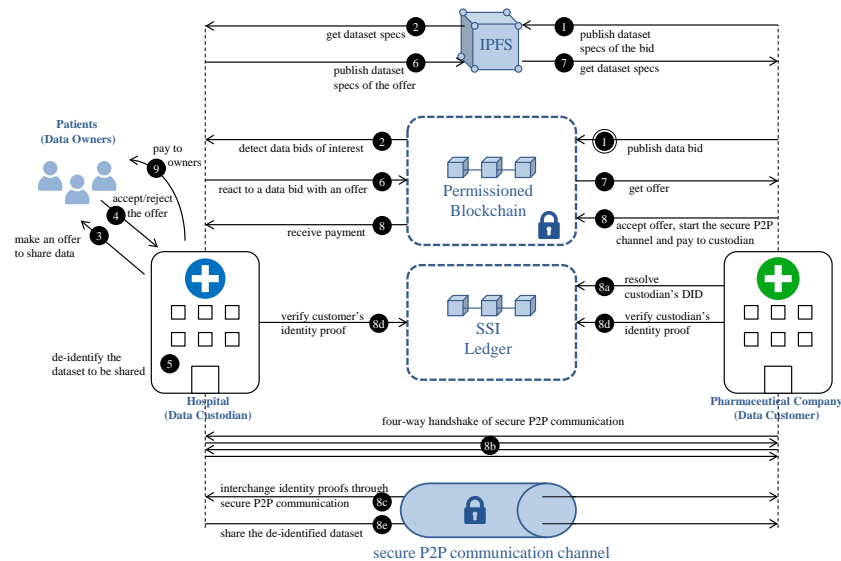 2
1
get dataset specs
IPFS
publish dataset
specs of the bid
6
7
publish dataset
specs of the offer
get dataset specs
Patients
(Data Owners)
pay to
owners
9
2
1
detect data bids of interest
publish data bid
6
7
react to a data bid with an offer
Permissioned
Blockchain
get offer
accept/reject
the offer
4
3
make an offer
to share data
8
8
receive payment
accept offer, start the secure P2P
channel and pay to custodian
8a
resolve
custodian's DID
verify customer's
identity proof
8d
SSI
Ledger
8d
verify custodian's
identity proof
de-identify the
dataset to be shared
5
Hospital
(Data Custodian)
Pharmaceutical Company
(Data Customer)
four-way handshake of secure P2P communication
8b
interchange identity proofs through
secure P2P communication
8c
8e
share the de-identified dataset
secure P2P communication channel